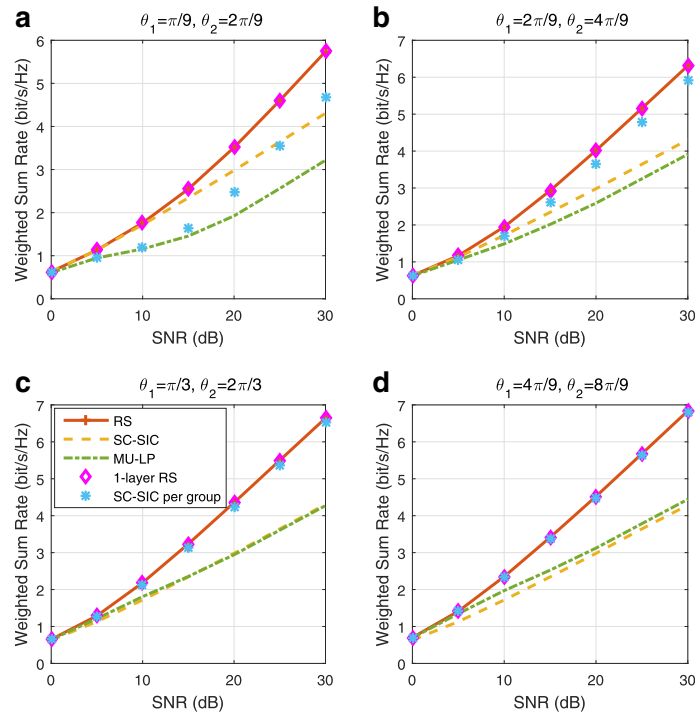 a
θ1=π/9, θ2=2π/9
Weighted Sum Rate (bit/s/Hz)
6
5
4
3
2
1
0
0 10 20 30
SNR (dB)
b
θ1=2π/9, θ2=4π/9
Weighted Sum Rate (bit/s/Hz)
7
6
5
4
3
2
1
0
0 10 20 30
SNR (dB)
c
θ1=π/3, θ2=2π/3
Weighted Sum Rate (bit/s/Hz)
7
6
5
4
3
2
1
0
RS
SC-SIC
MU-LP
1-layer RS
SC-SIC per group
0 10 20 30
SNR (dB)
d
θ1=4π/9, θ2=8π/9
Weighted Sum Rate (bit/s/Hz)
7
6
5
4
3
2
1
0
0 10 20 30
SNR (dB)